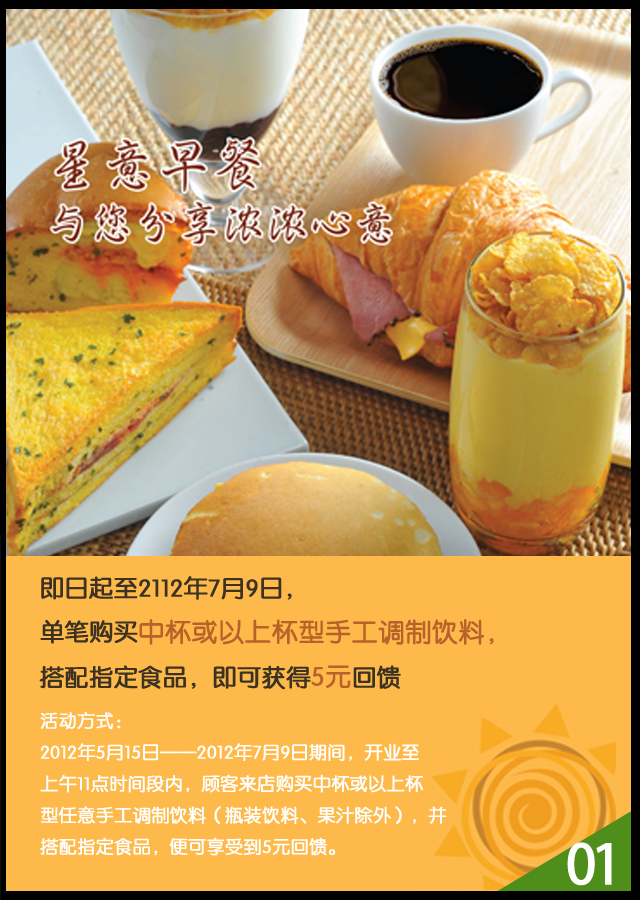 星意早餐
与您分享浓浓心意
即日起至2112年7月9日，
单笔购买中杯或以上杯型手工调制饮料，
搭配指定食品，即可获得5元回馈
活动方式：
2012年5月15日——2012年7月9日期间，开业至
上午11点时间段内，顾客来店购买中杯或以上杯
型任意手工调制饮料（瓶装饮料、果汁除外），并
搭配指定食品，便可享受到5元回馈。
01